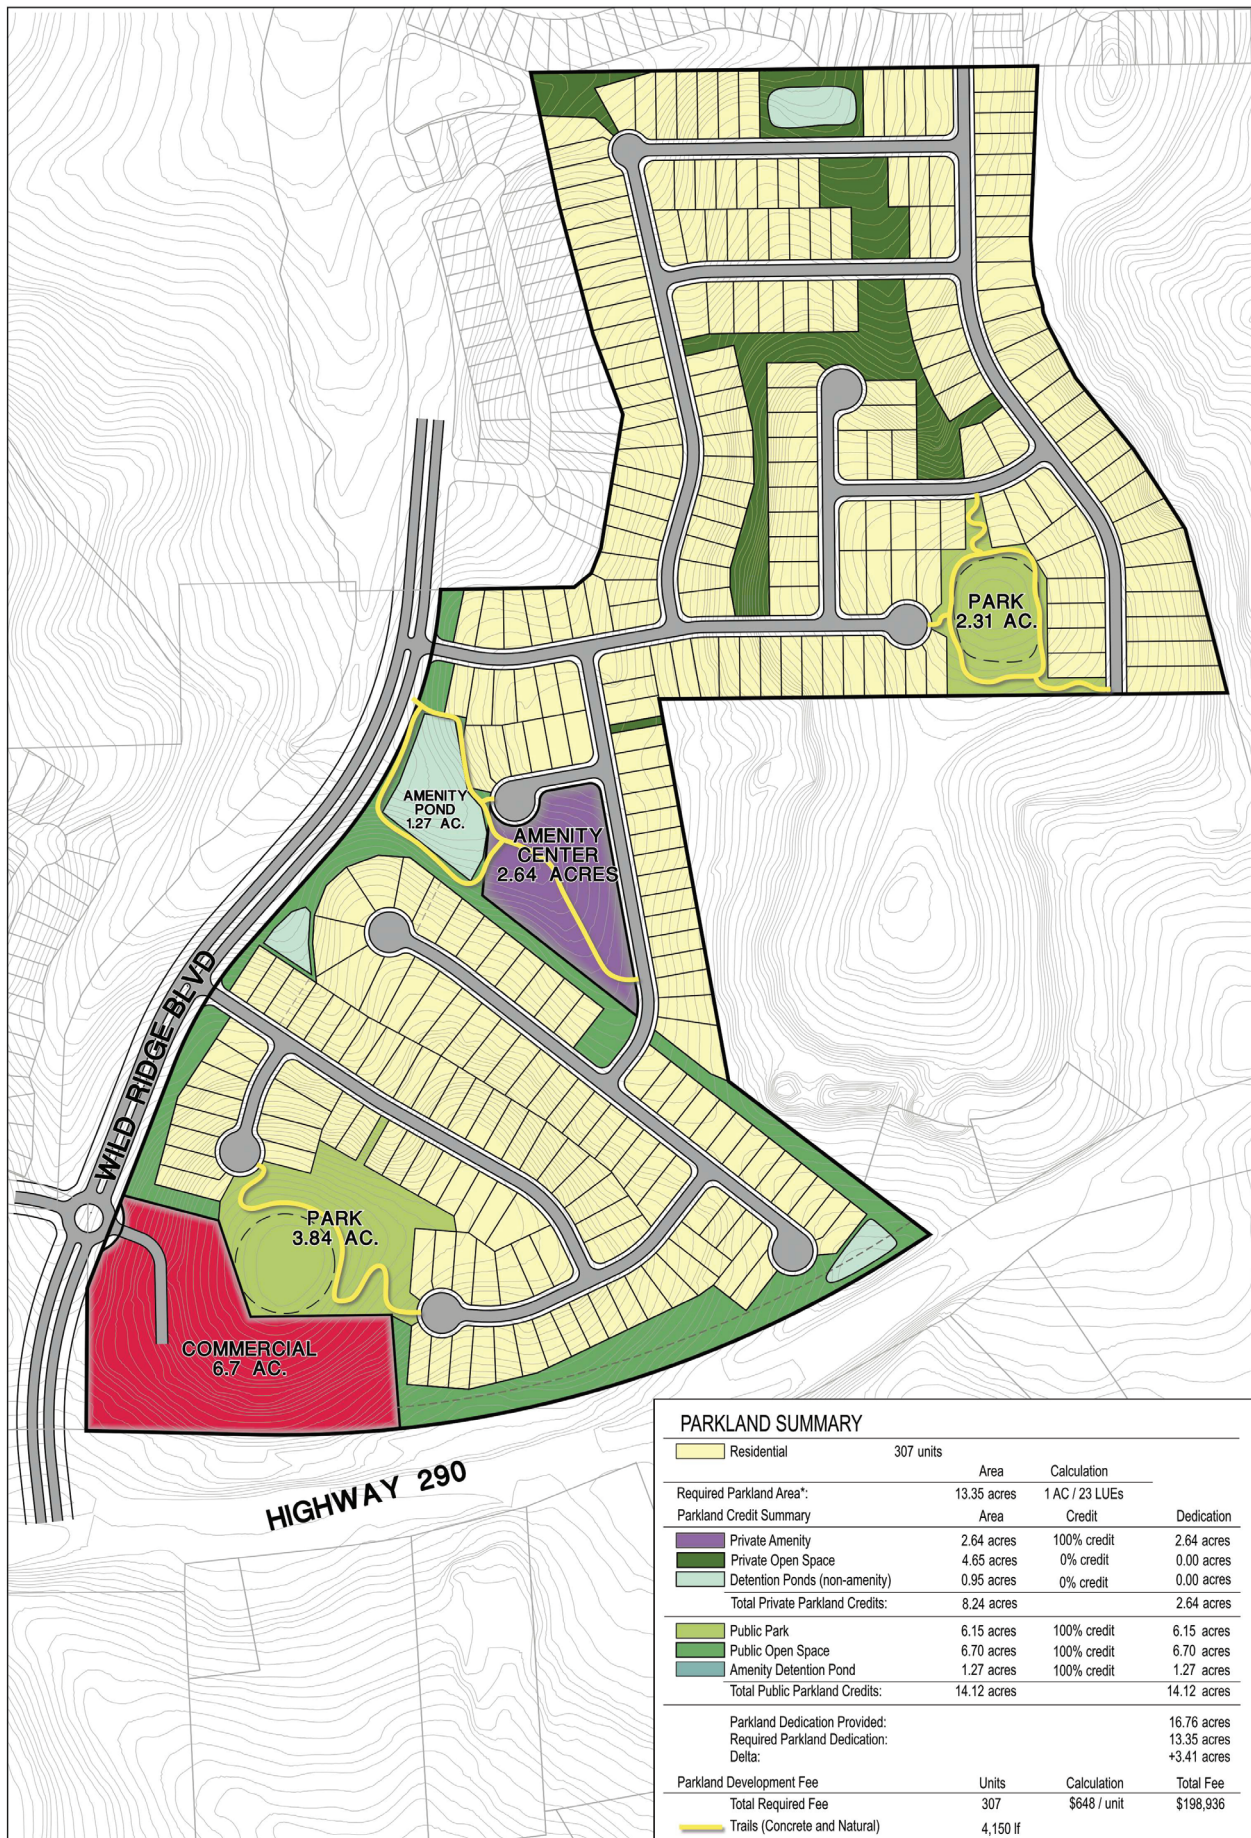 PARK
2.31 AC.
AMENITY
POND
1.27 AC.
AMENITY
CENTER
2.64 ACRES
WILD RIDGE BLVD
PARK
3.84 AC.
COMMERCIAL
6.7 AC.
HIGHWAY 290
PARKLAND SUMMARY
Residential 307 units
Area Calculation
Required Parkland Area*: 13.35 acres 1 AC / 23 LUEs
Parkland Credit Summary Area Credit Dedication
Private Amenity 2.64 acres 100% credit 2.64 acres
Private Open Space 4.65 acres 0% credit 0.00 acres
Detention Ponds (non-amenity) 0.95 acres 0% credit 0.00 acres
Total Private Parkland Credits: 8.24 acres 2.64 acres
Public Park 6.15 acres 100% credit 6.15 acres
Public Open Space 6.70 acres 100% credit 6.70 acres
Amenity Detention Pond 1.27 acres 100% credit 1.27 acres
Total Public Parkland Credits: 14.12 acres 14.12 acres
Parkland Dedication Provided: 16.76 acres
Required Parkland Dedication: 13.35 acres
Delta: +3.41 acres
Parkland Development Fee Units Calculation Total Fee
Total Required Fee 307 $648 / unit $198,936
Trails (Concrete and Natural) 4,150 lf